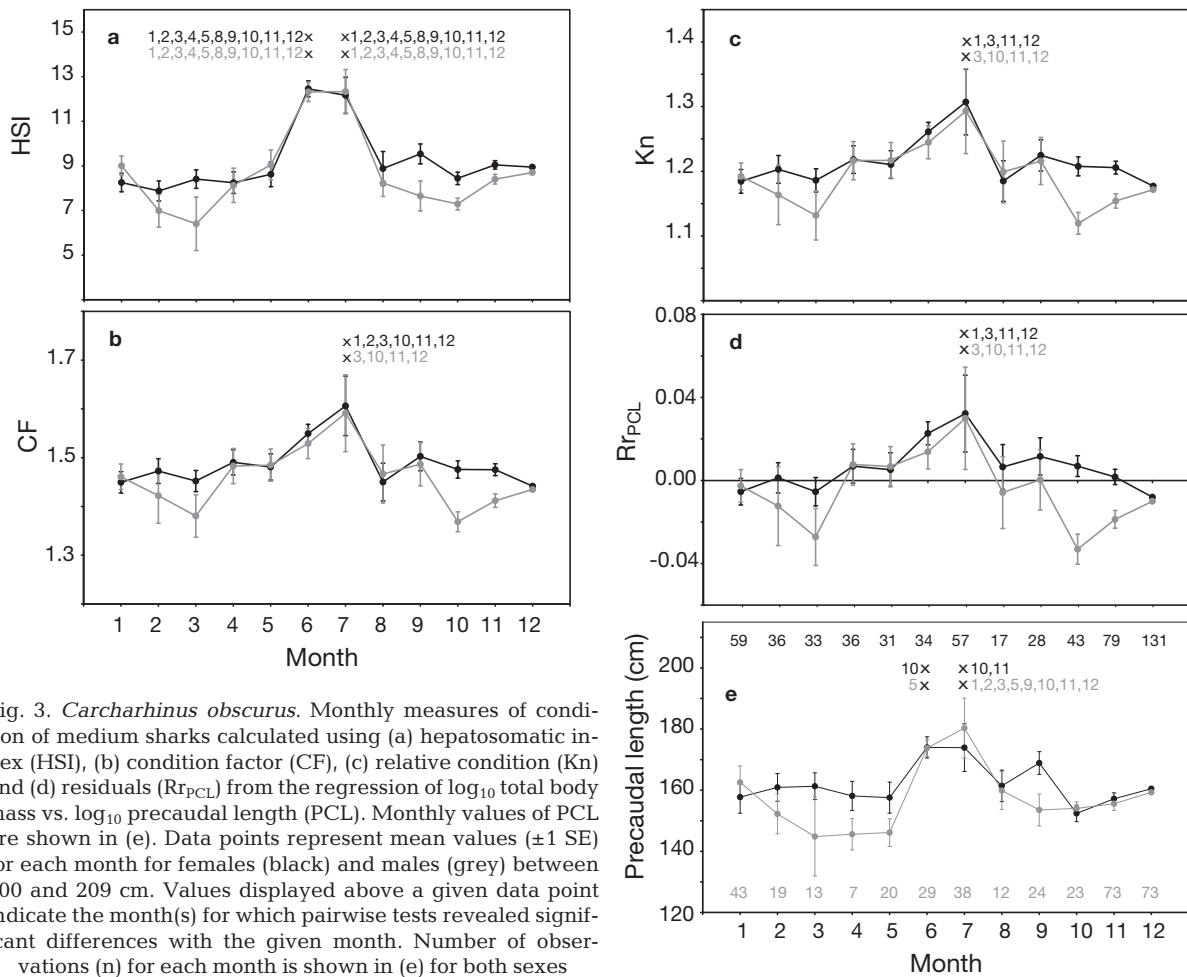 15
13
11
9
7
5
HSI
a
1,2,3,4,5,8,9,10,11,12× ×1,2,3,4,5,8,9,10,11,12
1,2,3,4,5,8,9,10,11,12× ×1,2,3,4,5,8,9,10,11,12
1.7
1.5
1.3
CF
b
×1,2,3,10,11,12
×3,10,11,12
1 2 3 4 5 6 7 8 9 10 11 12
Month
1.4
1.3
1.2
1.1
Kn
c
×1,3,11,12
×3,10,11,12
0.08
0.04
0.00
-0.04
Rr_PCL
d
×1,3,11,12
×3,10,11,12
59 36 33 36 31 34 57 17 28 43 79 131
200
180
160
140
120
Precaudal length (cm)
e
10× ×10,11
5× ×1,2,3,5,9,10,11,12
43 19 13 7 20 29 38 12 24 23 73 73
1 2 3 4 5 6 7 8 9 10 11 12
Month
ig. 3. Carcharhinus obscurus. Monthly measures of condi-
on of medium sharks calculated using (a) hepatosomatic in-
ex (HSI), (b) condition factor (CF), (c) relative condition (Kn)
nd (d) residuals (Rr_PCL) from the regression of log10 total body
mass vs. log10 precaudal length (PCL). Monthly values of PCL
re shown in (e). Data points represent mean values (±1 SE)
or each month for females (black) and males (grey) between
00 and 209 cm. Values displayed above a given data point
ndicate the month(s) for which pairwise tests revealed signif-
cant differences with the given month. Number of obser-
vations (n) for each month is shown in (e) for both sexes